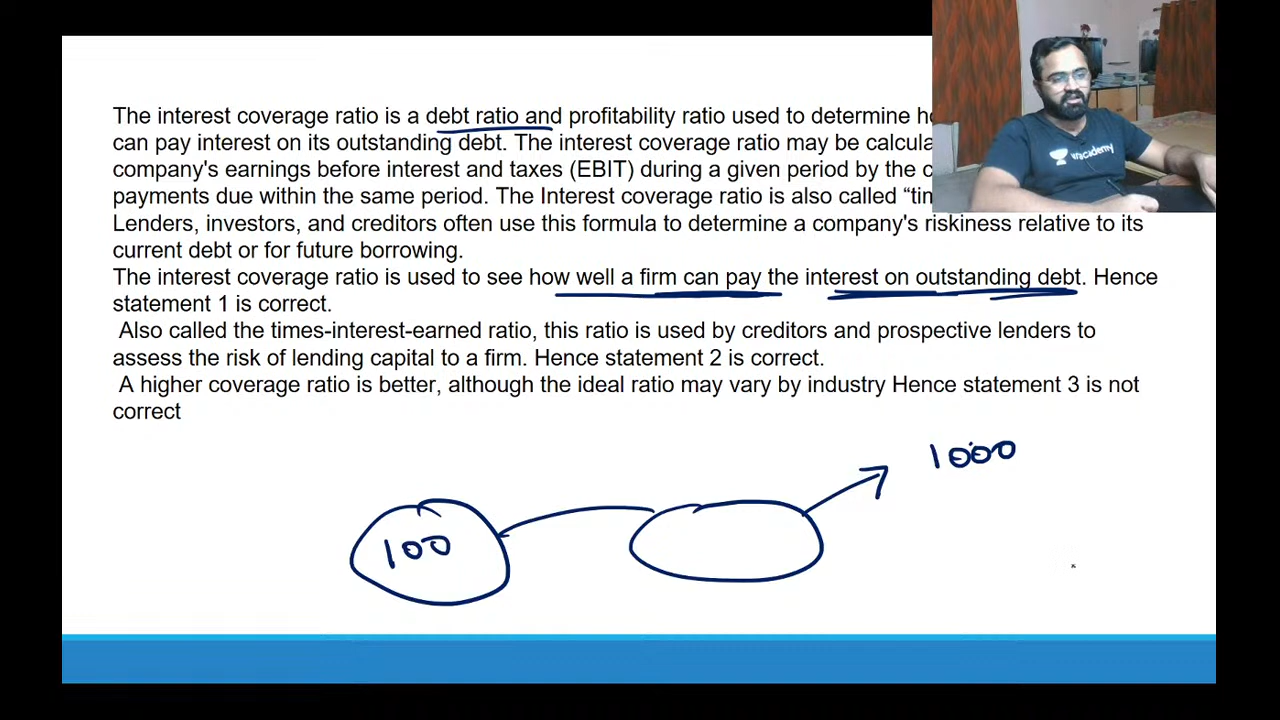 The interest coverage ratio is a debt ratio and profitability ratio used to determine
can pay interest on its outstanding debt. The interest coverage ratio may be
company's earnings before interest and taxes (EBIT) during a given period by the
payments due within the same period. The Interest coverage ratio is also called
Lenders, investors, and creditors often use this formula to determine a company's riskiness relative to its
current debt or for future borrowing.
The interest coverage ratio is used to see how well a firm can pay the interest on outstanding debt. Hence
statement 1 is correct.
Also called the times-interest-earned ratio, this ratio is used by creditors and prospective lenders to
assess the risk of lending capital to a firm. Hence statement 2 is correct.
A higher coverage ratio is better, although the ideal ratio may vary by industry Hence statement 3 is not
correct
1000
100